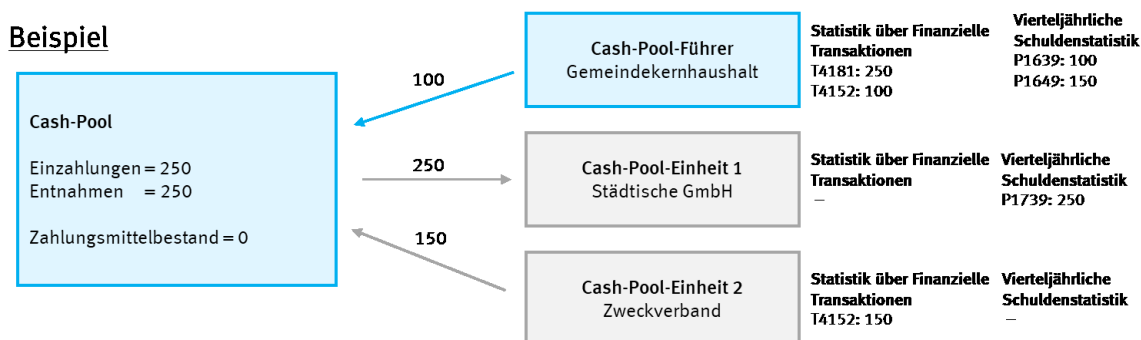 Beispiel
Cash-Pool
Einzahlungen = 250
Entnahmen = 250
Zahlungsmittelbestand = 0
100
250
150
Cash-Pool-Führer
Gemeindekernhaushalt
Statistik über Finanzielle
Transaktionen
T4181: 250
T4152: 100
Vierteljährliche
Schuldenstatistik
P1639: 100
P1649: 150
Cash-Pool-Einheit 1
Städtische GmbH
Statistik über Finanzielle
Transaktionen
–
Vierteljährliche
Schuldenstatistik
P1739: 250
Cash-Pool-Einheit 2
Zweckverband
Statistik über Finanzielle
Transaktionen
T4152: 150
Vierteljährliche
Schuldenstatistik
–